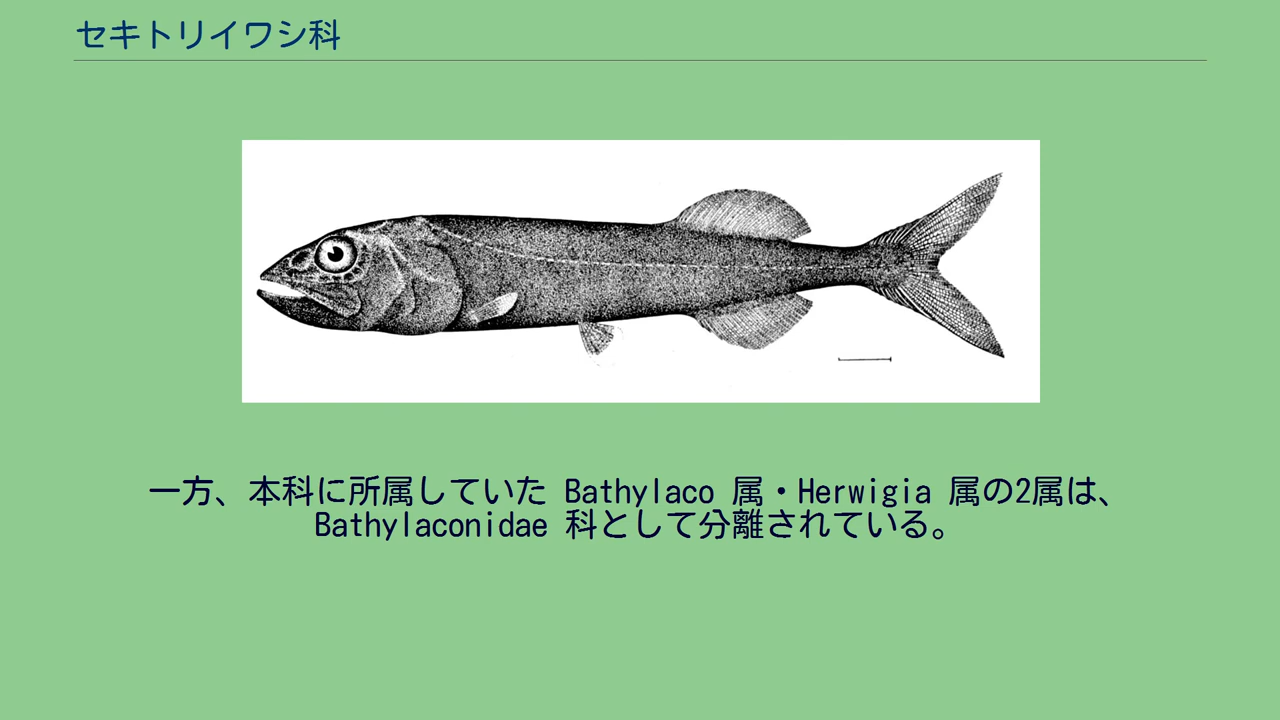 セキトリイワシ科
一方、本科に所属していた Bathylaco 属・Herwigia 属の2属は、
Bathylaconidae 科として分離されている。